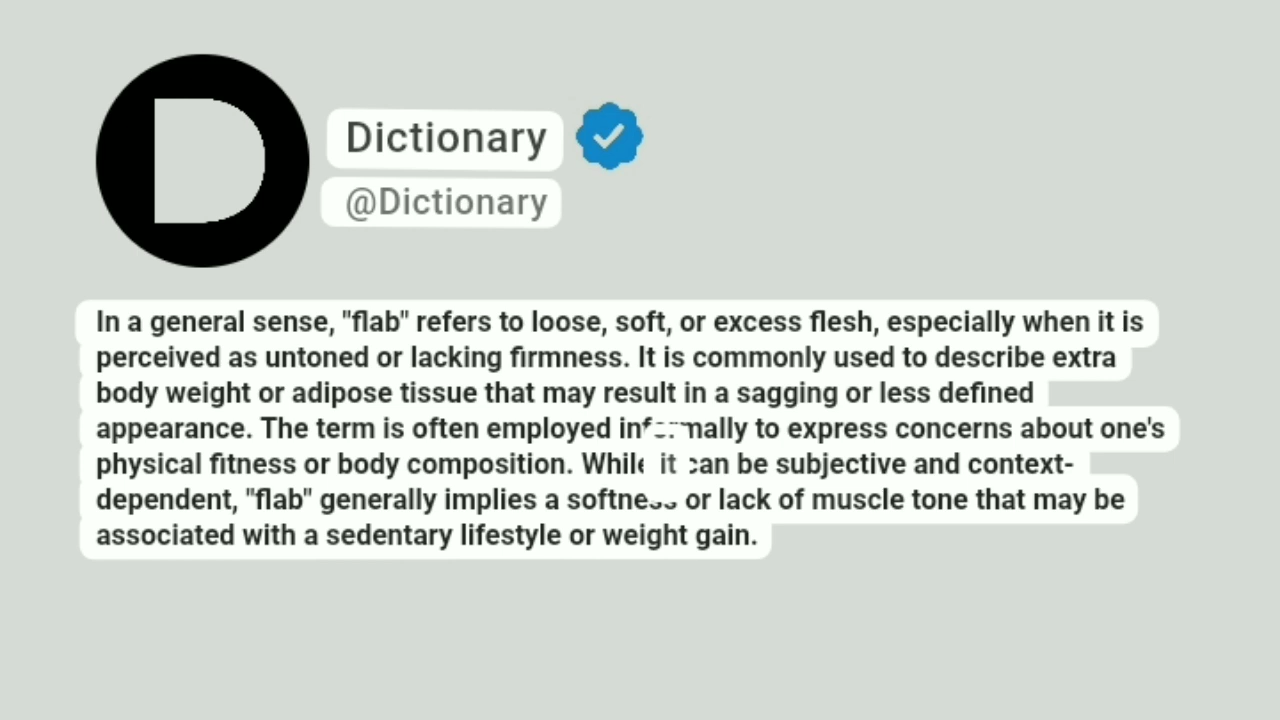 D
Dictionary
@Dictionary
In a general sense, "flab" refers to loose, soft, or excess flesh, especially when it is
perceived as untoned or lacking firmness. It is commonly used to describe extra
body weight or adipose tissue that may result in a sagging or less defined
appearance. The term is often employed informally to express concerns about one's
physical fitness or body composition. While it can be subjective and context-
dependent, "flab" generally implies a softness or lack of muscle tone that may be
associated with a sedentary lifestyle or weight gain.